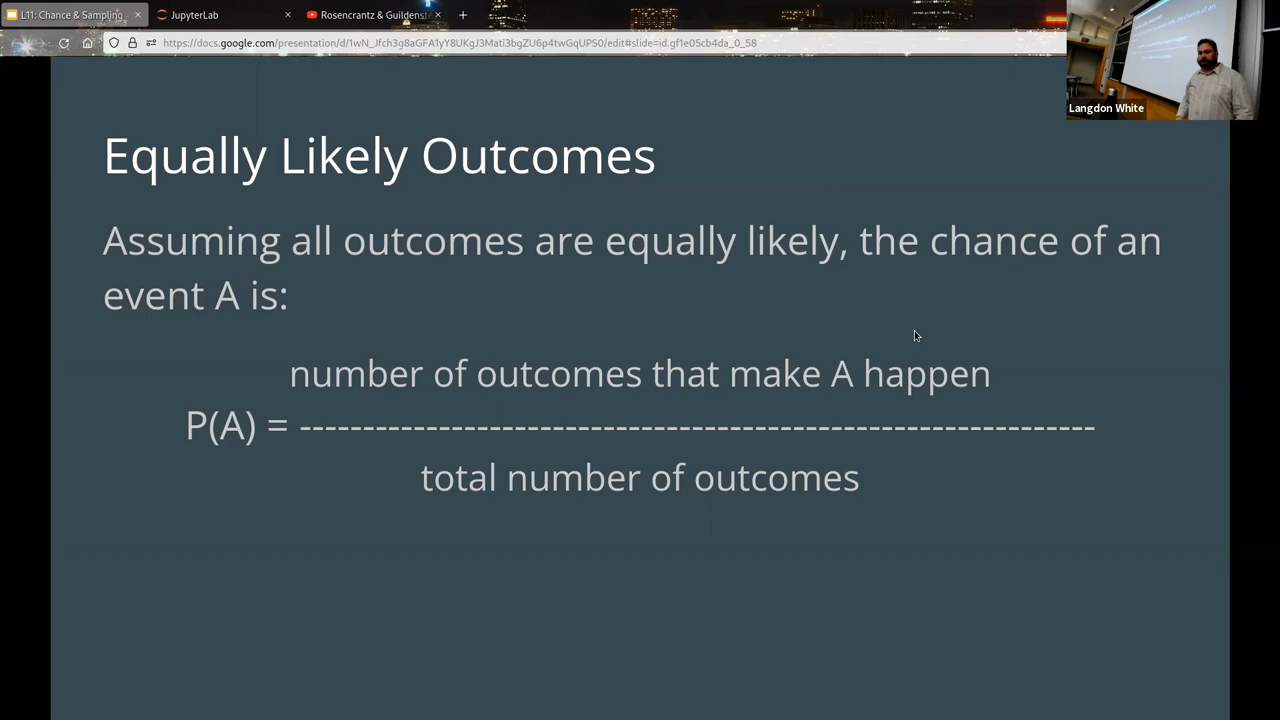 L11: Chance & Sampling
JupyterLab
Rosencrantz & Guildenste
https://docs.google.com/presentation/d/1wN_Jfch3g8aGFA1yY8UKgJ3Mati3bgZU6p4twGqUPS0/edit#slide=id.gf1e05cb4da_0_58
Langdon White
Equally Likely Outcomes
Assuming all outcomes are equally likely, the chance of an
event A is:
number of outcomes that make A happen
P(A) = ---------------------------------------------------------------
total number of outcomes